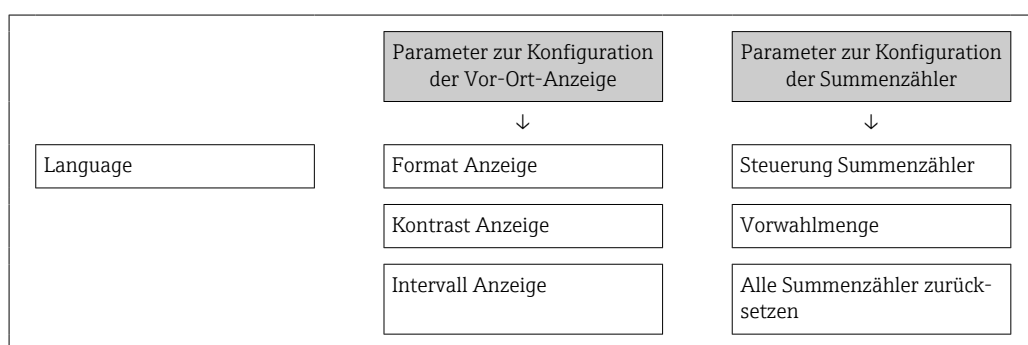 Parameter zur Konfiguration
der Vor-Ort-Anzeige
Parameter zur Konfiguration
der Summenzähler
↓
↓
Language
Format Anzeige
Steuerung Summenzähler
Kontrast Anzeige
Vorwahlmenge
Intervall Anzeige
Alle Summenzähler zurück-
setzen